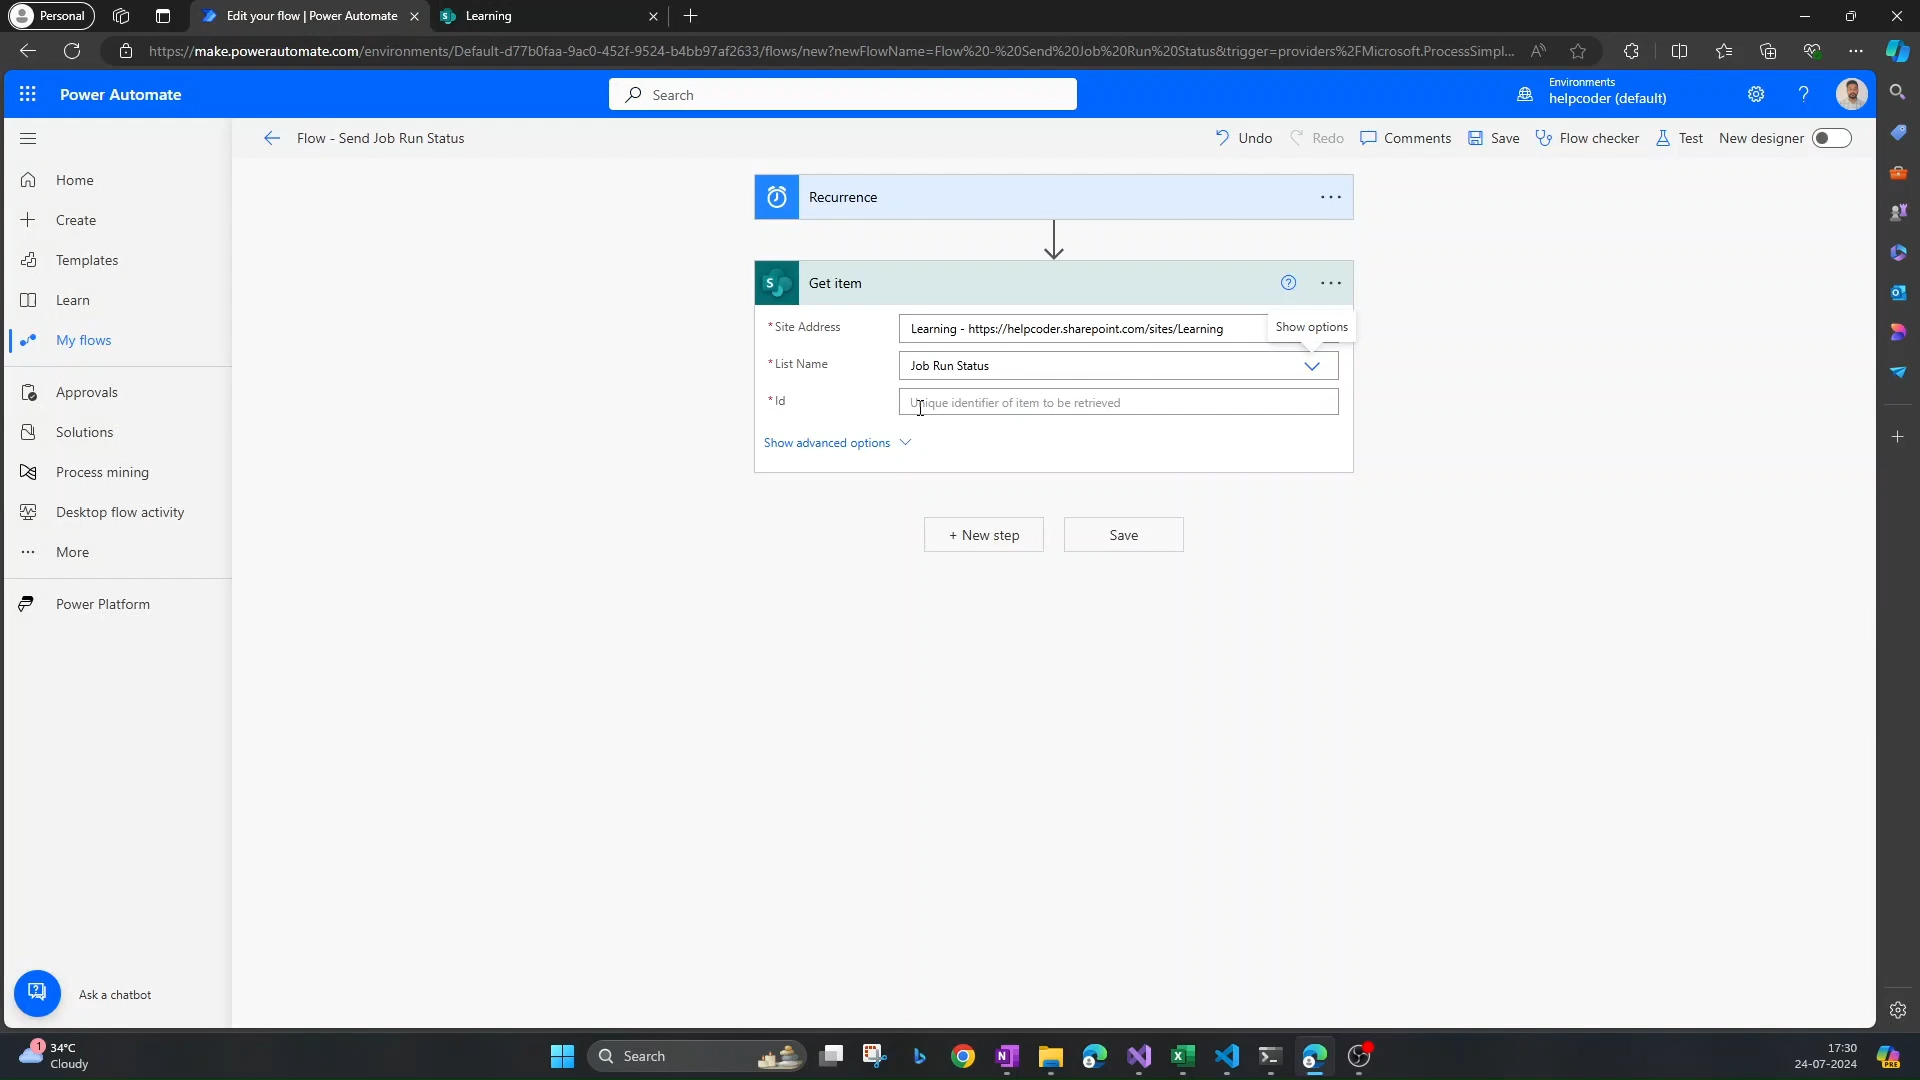 Personal
Edit your flow | Power Automate
Learning
https://make.powerautomate.com/environments/Default-d77b0faa-9ac0-452f-9524-b4bb97af2633/flows/new?newFlowName=Flow%20-%20Send%20Job%20Run%20Status&trigger=providers%2FMicrosoft.ProcessSimpl...
Power Automate
Search
Environments
helpcoder (default)
Flow - Send Job Run Status
Undo
Redo
Comments
Save
Flow checker
Test
New designer
Home
Create
Templates
Learn
My flows
Approvals
Solutions
Process mining
Desktop flow activity
More
Power Platform
Recurrence
Get item
* Site Address
Learning - https://helpcoder.sharepoint.com/sites/Learning
Show options
* List Name
Job Run Status
* Id
Unique identifier of item to be retrieved
Show advanced options
+ New step
Save
Ask a chatbot
1
34°C
Cloudy
Search
17:30
24-07-2024
PRE